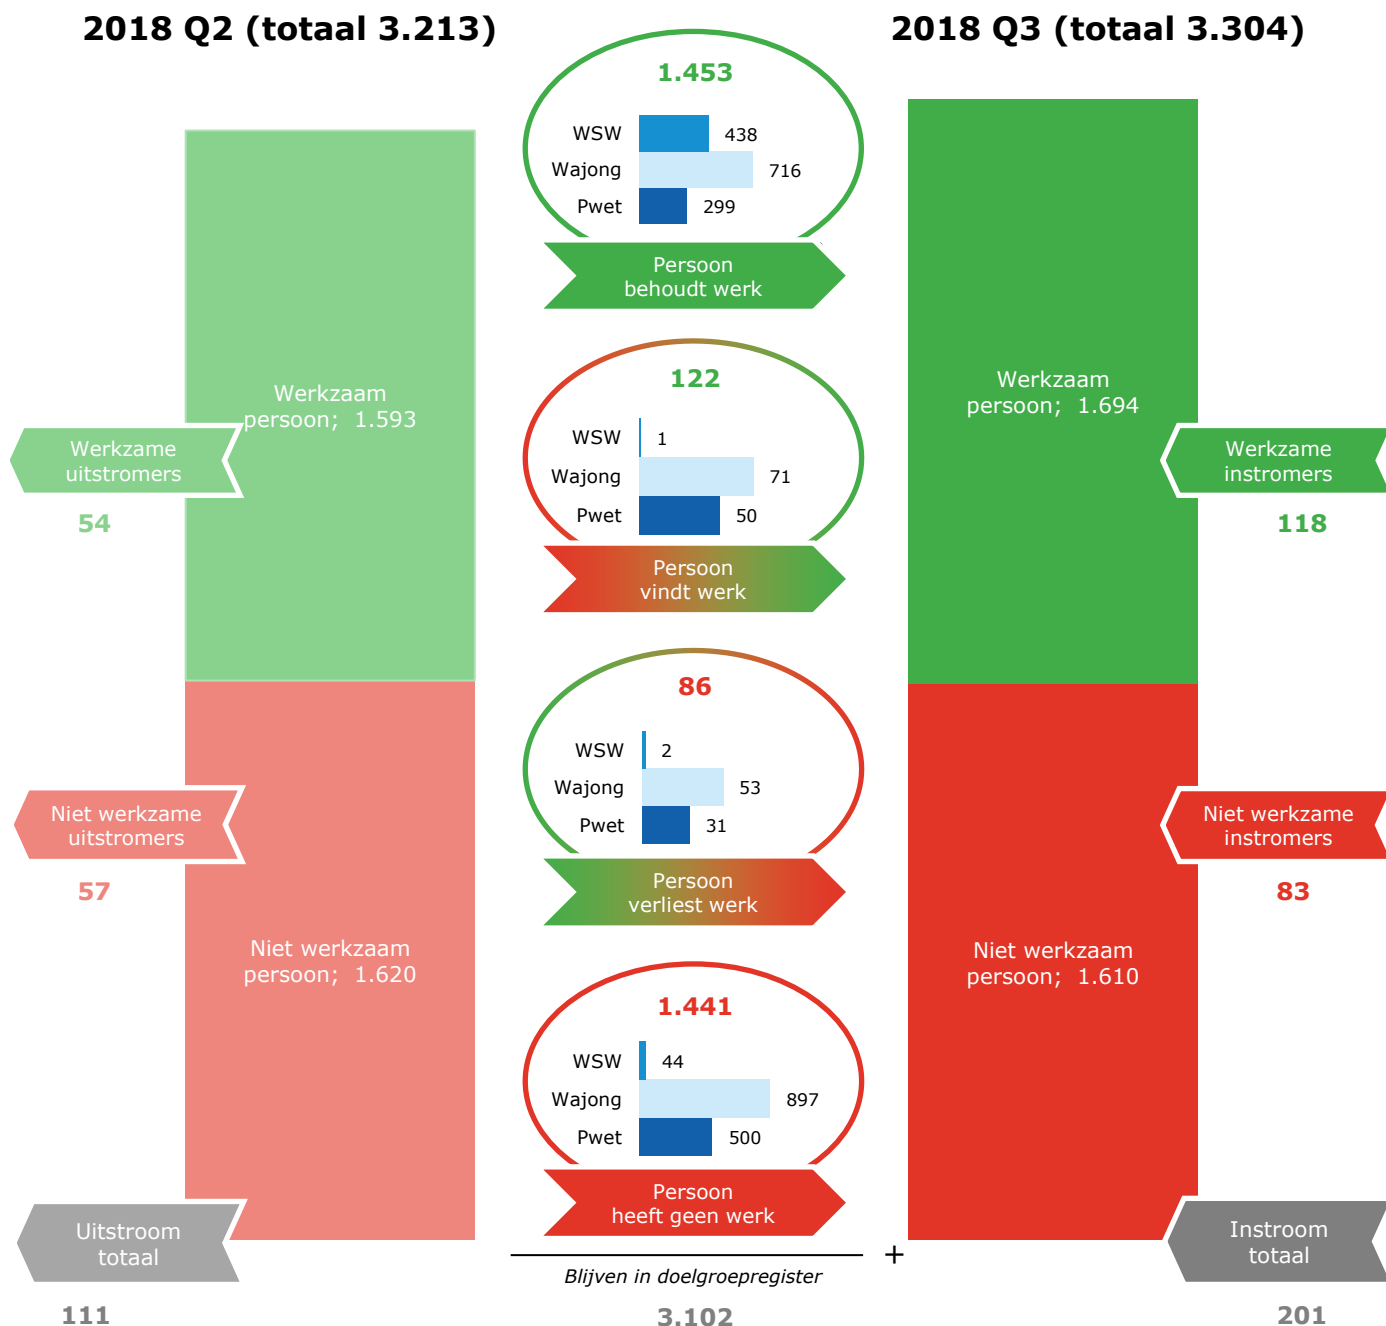 2018 Q2 (totaal 3.213)
2018 Q3 (totaal 3.304)
1.453
WSW 438
Wajong 716
Pwet 299
Persoon
behoudt werk
122
WSW 1
Wajong 71
Pwet 50
Persoon
vindt werk
86
WSW 2
Wajong 53
Pwet 31
Persoon
verliest werk
1.441
WSW 44
Wajong 897
Pwet 500
Persoon
heeft geen werk
Blijven in doelgroepregister
3.102
+
Werkzaam
persoon; 1.593
Werkzame
uitstromers
54
Niet werkzame
uitstromers
57
Niet werkzaam
persoon; 1.620
Uitstroom
totaal
111
Werkzaam
persoon; 1.694
Werkzame
instromers
118
Niet werkzame
instromers
83
Niet werkzaam
persoon; 1.610
Instroom
totaal
201